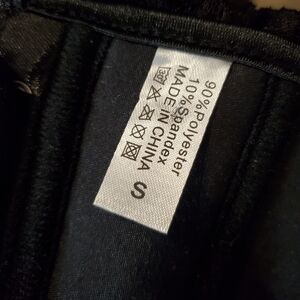 90%Polyester
10%Spandex
MADE IN CHINA
S